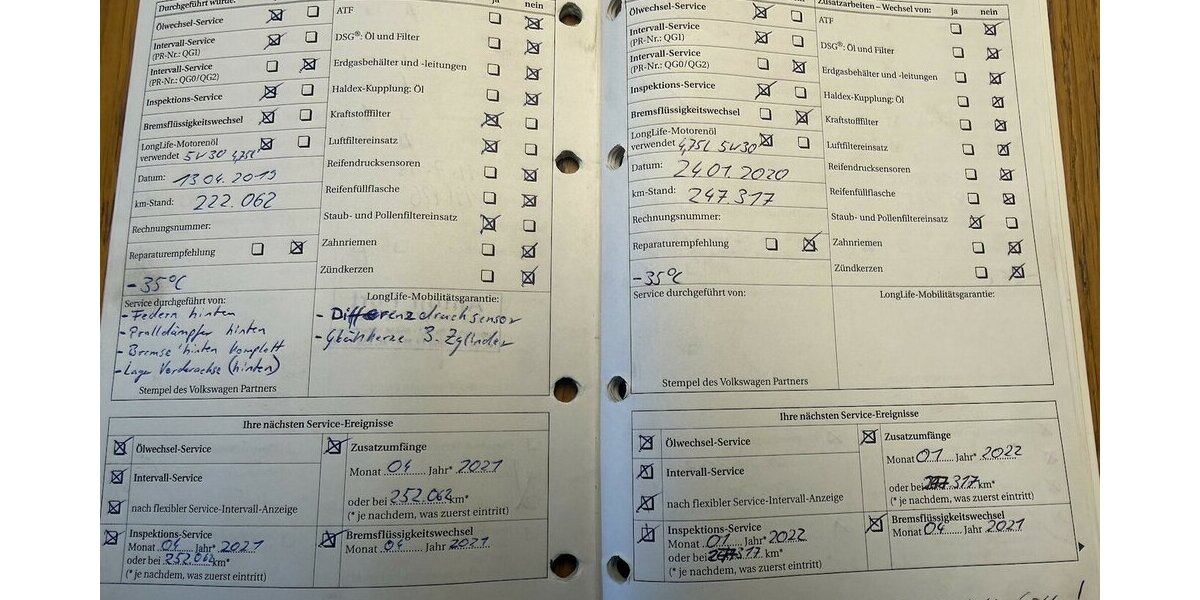 Durchgeführt wurde:
Ölwechsel-Service
Intervall-Service
(PR-Nr.: QG1)
Intervall-Service
(PR-Nr.: QG0/QG2)
Inspektions-Service
Bremsflüssigkeitswechsel
LongLife-Motorenöl
verwendet 5W30 4,75L
Datum: 13.04.2019
km-Stand: 222.062
Rechnungsnummer:
Reparaturempfehlung
-35°C
Service durchgeführt von:
- Federn hinten
- Pralldämpfer hinten
- Bremse hinten komplett
- Lager Vorderachse (hinten)
Stempel des Volkswagen Partners
nein
ATF
DSG®: Öl und Filter
Erdgasbehälter und -leitungen
Haldex-Kupplung: Öl
Kraftstofffilter
Luftfiltereinsatz
Reifendrucksensoren
Reifenfüllflasche
Staub- und Pollenfiltereinsatz
Zahnriemen
Zündkerzen
LongLife-Mobilitätsgarantie:
- Differenzdrucksensor
- Glühkerze 3. Zylinder
Ihre nächsten Service-Ereignisse
Ölwechsel-Service
Intervall-Service
nach flexibler Service-Intervall-Anzeige
Inspektions-Service
Monat 04 Jahr* 2021
oder bei 252.062 km*
(* je nachdem, was zuerst eintritt)
Zusatzumfänge
Monat 04 Jahr* 2021
oder bei 252.062 km*
(* je nachdem, was zuerst eintritt)
Bremsflüssigkeitswechsel
Monat 04 Jahr 2021
Ölwechsel-Service
Intervall-Service
(PR-Nr.: QG1)
Intervall-Service
(PR-Nr.: QG0/QG2)
Inspektions-Service
Bremsflüssigkeitswechsel
LongLife-Motorenöl
verwendet 4,75L 5W30
Datum: 24.01.2020
km-Stand: 247.317
Rechnungsnummer:
Reparaturempfehlung
-35°C
Service durchgeführt von:
Stempel des Volkswagen Partners
Zusatzarbeiten – Wechsel von: ja nein
ATF
DSG®: Öl und Filter
Erdgasbehälter und -leitungen
Haldex-Kupplung: Öl
Kraftstofffilter
Luftfiltereinsatz
Reifendrucksensoren
Reifenfüllflasche
Staub- und Pollenfiltereinsatz
Zahnriemen
Zündkerzen
LongLife-Mobilitätsgarantie:
Ihre nächsten Service-Ereignisse
Ölwechsel-Service
Intervall-Service
nach flexibler Service-Intervall-Anzeige
Inspektions-Service
Monat 01 Jahr* 2022
oder bei 317 km*
(* je nachdem, was zuerst eintritt)
Zusatzumfänge
Monat 01 Jahr* 2022
oder bei 317 km*
(* je nachdem, was zuerst eintritt)
Bremsflüssigkeitswechsel
Monat 04 Jahr 2021